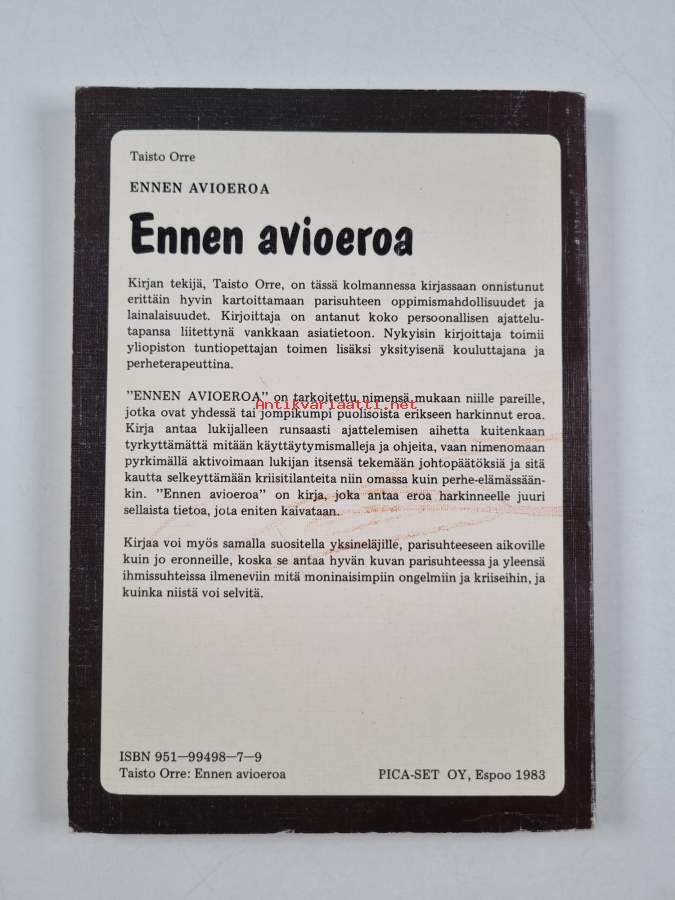 Taisto Orre
ENNEN AVIOEROA
Ennen avioeroa
Kirjan tekijä, Taisto Orre, on tässä kolmannessa kirjassaan onnistunut
erittäin hyvin kartoittamaan parisuhteen oppimismahdollisuudet ja
lainalaisuudet. Kirjoittaja on antanut koko persoonallisen ajattelu-
tapansa liitettynä vankkaan asiatietoon. Nykyisin kirjoittaja toimii
yliopiston tuntiopettajan toimen lisäksi yksityisenä kouluttajana ja
perheterapeuttina.
"ENNEN AVIOEROA" on tarkoitettu nimensä mukaan niille pareille,
Antikvariaatti.net
jotka ovat yhdessä tai jompikumpi puolisoista erikseen harkinnut eroa.
Kirja antaa lukijalleen runsaasti ajattelemisen aihetta kuitenkaan
tyrkyttämättä mitään käyttäytymismalleja ja ohjeita, vaan nimenomaan
pyrkimällä aktivoimaan lukijan itsensä tekemään johtopäätöksiä ja sitä
kautta selkeyttämään kriisitilanteita niin omassa kuin perhe-elämässään-
kin. "Ennen avioeroa" on kirja, joka antaa eroa harkinneelle juuri
sellaista tietoa, jota eniten kaivataan.
Kirjaa voi myös samalla suositella yksineläjille, parisuhteeseen aikoville
kuin jo eronneille, koska se antaa hyvän kuvan parisuhteessa ja yleensä
ihmissuhteissa ilmeneviin mitä moninaisimpiin ongelmiin ja kriiseihin, ja
kuinka niistä voi selvitä.
ISBN 951—99498—7—9
Taisto Orre: Ennen avioeroa
PICA-SET OY, Espoo 1983